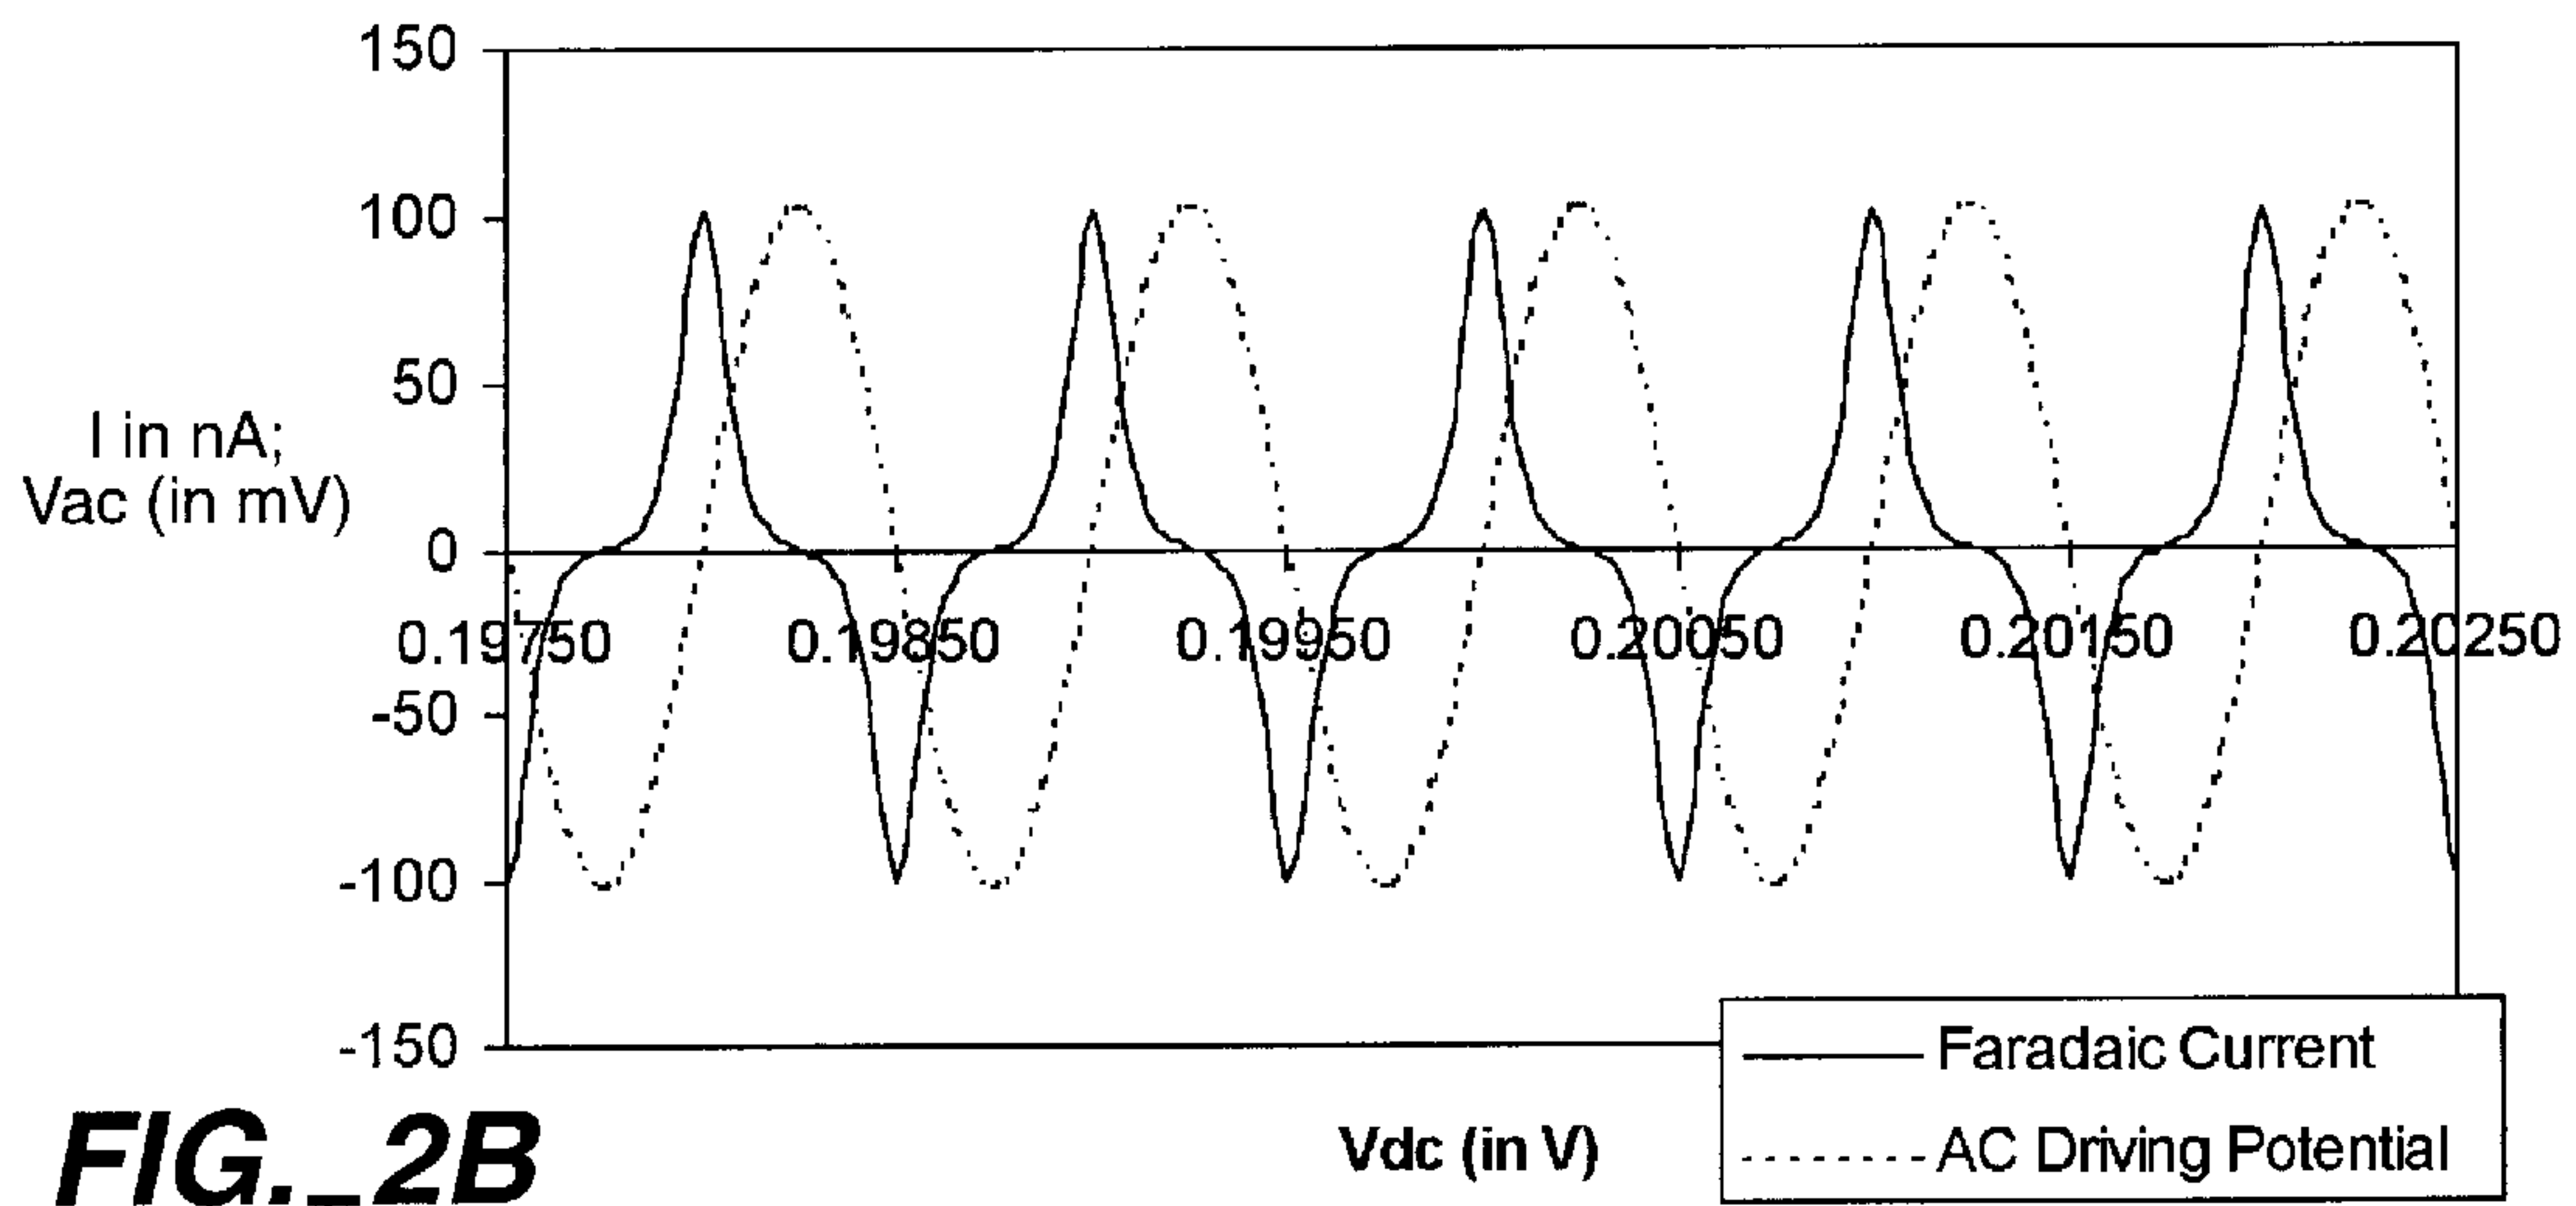 150
100
50
I in nA;
Vac (in mV)
0
0.19750 0.19850 0.19950 0.20050 0.20150 0.20250
-50
-100
-150
Faradaic Current
AC Driving Potential
Vdc (in V)
FIG._2B